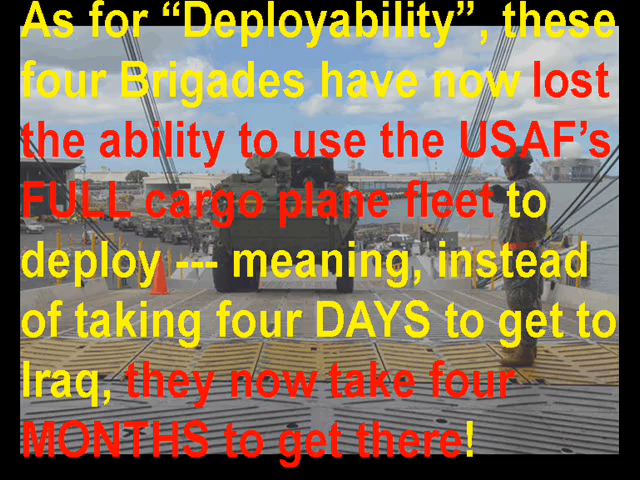 As for “Deployability”, these
four Brigades have now lost
the ability to use the USAF’s
FULL cargo plane fleet to
deploy --- meaning, instead
of taking four DAYS to get to
Iraq, they now take four
MONTHS to get there!